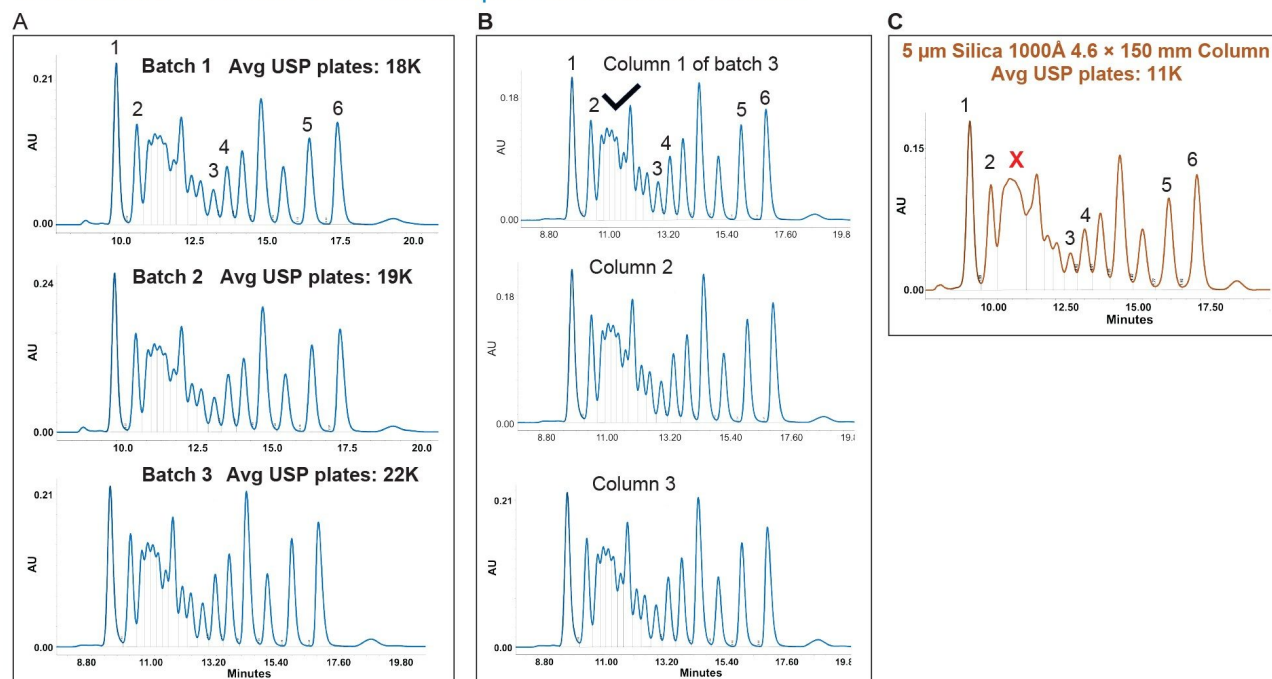 A
1
Batch 1 Avg USP plates: 18K
0.21
2
6
5
4
3
AU
0.00
10.0 12.5 15.0 17.5 20.0
Batch 2 Avg USP plates: 19K
0.24
AU
0.00
10.0 12.5 15.0 17.5 20.0
Batch 3 Avg USP plates: 22K
0.21
AU
0.00
8.80 11.00 13.20 15.40 17.60 19.80
Minutes
B
1
Column 1 of batch 3
0.18
2
6
5
4
3
AU
0.00
8.80 11.00 13.20 15.40 17.60 19.8
Column 2
0.18
AU
0.00
8.80 11.00 13.20 15.40 17.60 19.
Column 3
0.21
AU
0.00
8.80 11.00 13.20 15.40 17.60 19.8
Minutes
C
5 µm Silica 1000Å 4.6 × 150 mm Column
Avg USP plates: 11K
1
0.15
2 X
6
5
4
3
AU
0.00
10.00 12.50 15.00 17.50
Minutes